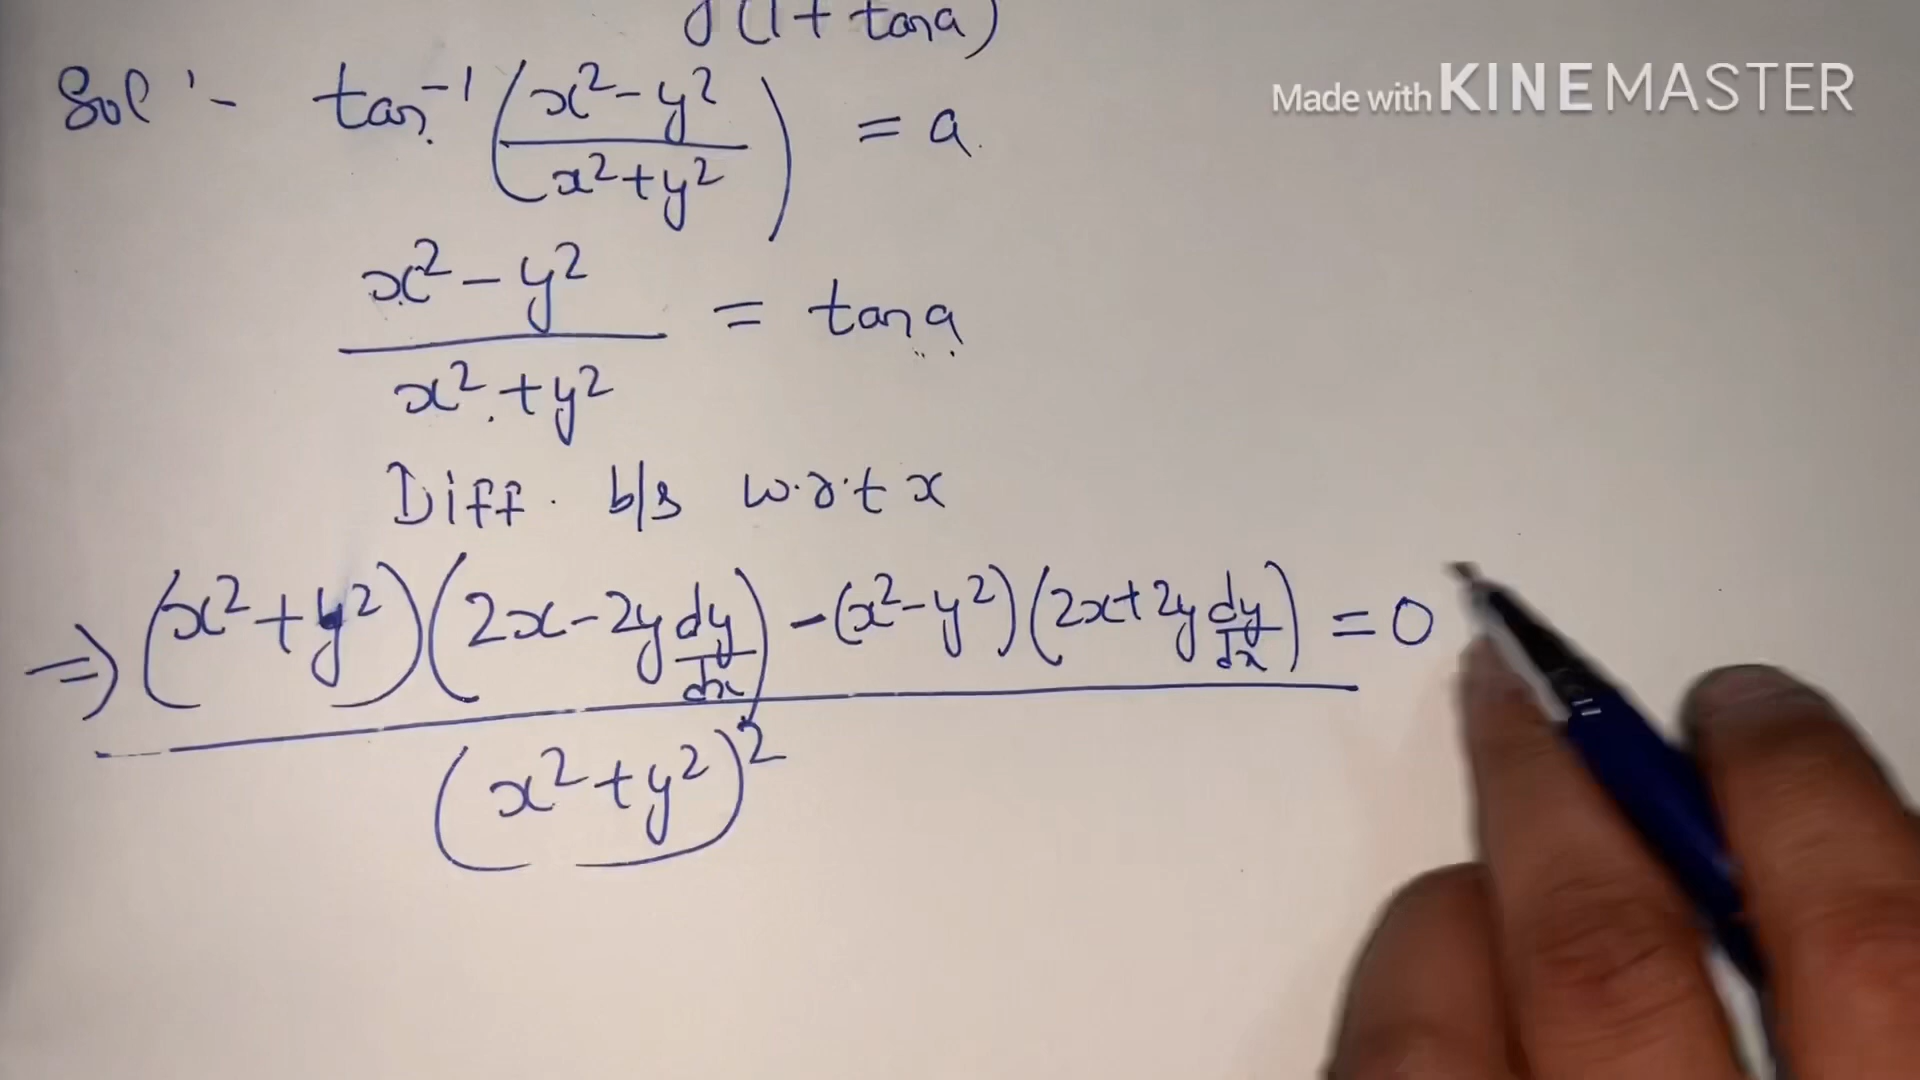 y(1 + tana)
Made with KINEMASTER
Sol :- tan⁻¹ (x² - y² / x² + y²) = a
x² - y² / x² + y² = tana
Diff. b/s w.r.t x
=> (x² + y²)(2x - 2y dy/dx) - (x² - y²)(2x + 2y dy/dx) = 0
(x² + y²)²